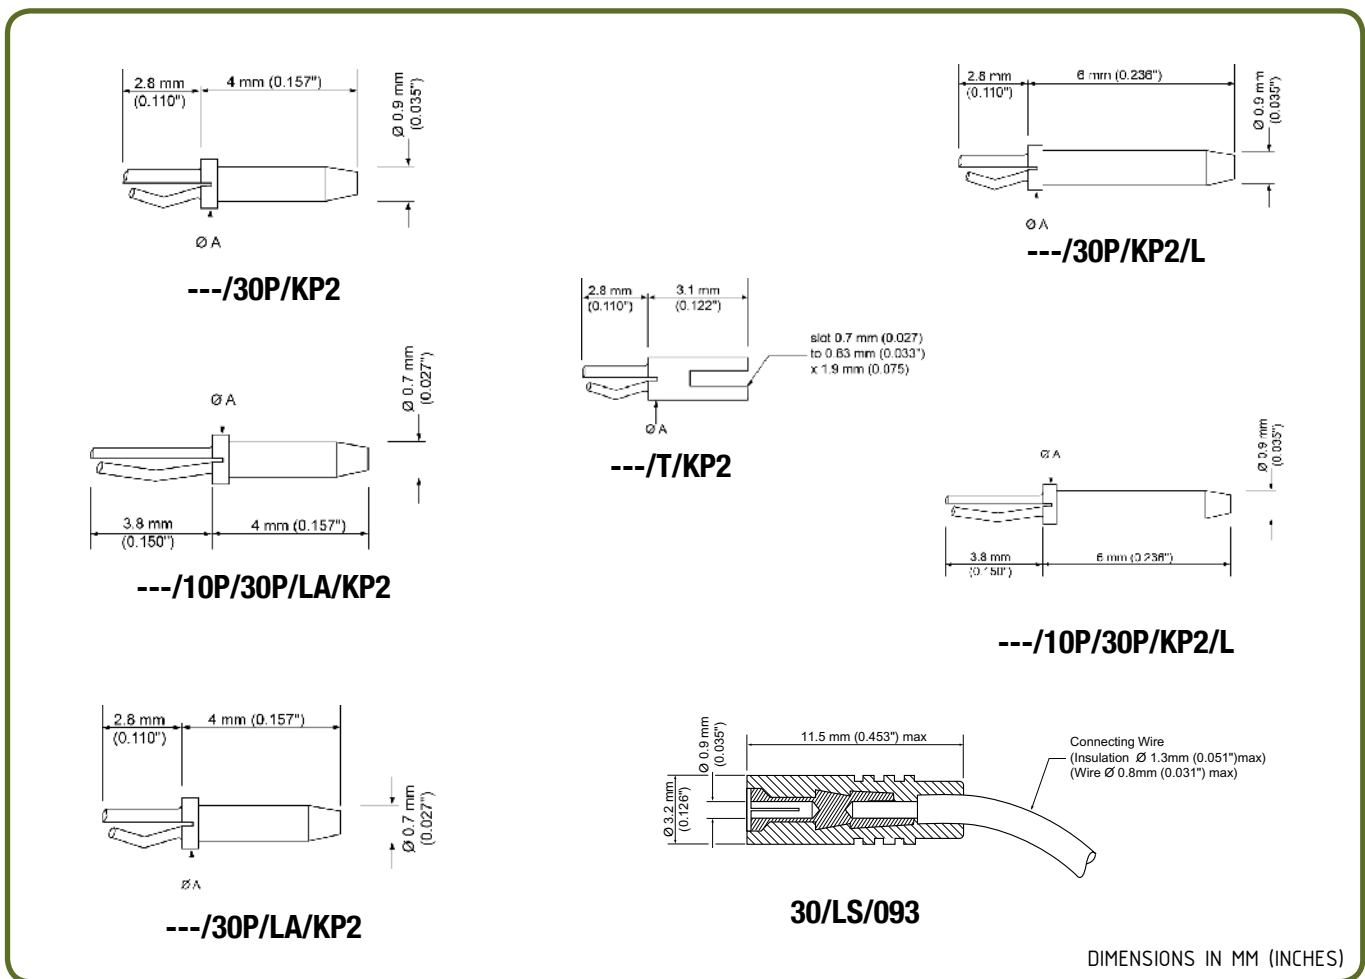 2.8 mm
(0.110")
4 mm (0.157")
Ø 0.9 mm
(0.035")
Ø A
---/30P/KP2
2.8 mm
(0.110")
6 mm (0.236")
Ø 0.9 mm
(0.035")
Ø A
---/30P/KP2/L
2.8 mm
(0.110")
3.1 mm
(0.122")
slot 0.7 mm (0.027)
to 0.83 mm (0.033")
x 1.9 mm (0.075)
Ø A
---/T/KP2
Ø A
Ø 0.7 mm
(0.027")
3.8 mm
(0.150")
4 mm (0.157")
---/10P/30P/LA/KP2
Ø A
Ø 0.9 mm
(0.035")
3.8 mm
(0.150")
6 mm (0.236")
---/10P/30P/KP2/L
2.8 mm
(0.110")
4 mm (0.157")
Ø 0.7 mm
(0.027")
Ø A
---/30P/LA/KP2
Ø 0.9 mm
(0.035")
11.5 mm (0.453") max
Ø 3.2 mm
(0.126")
Connecting Wire
(Insulation Ø 1.3mm (0.051")max)
(Wire Ø 0.8mm (0.031") max)
30/LS/093
DIMENSIONS IN MM (INCHES)